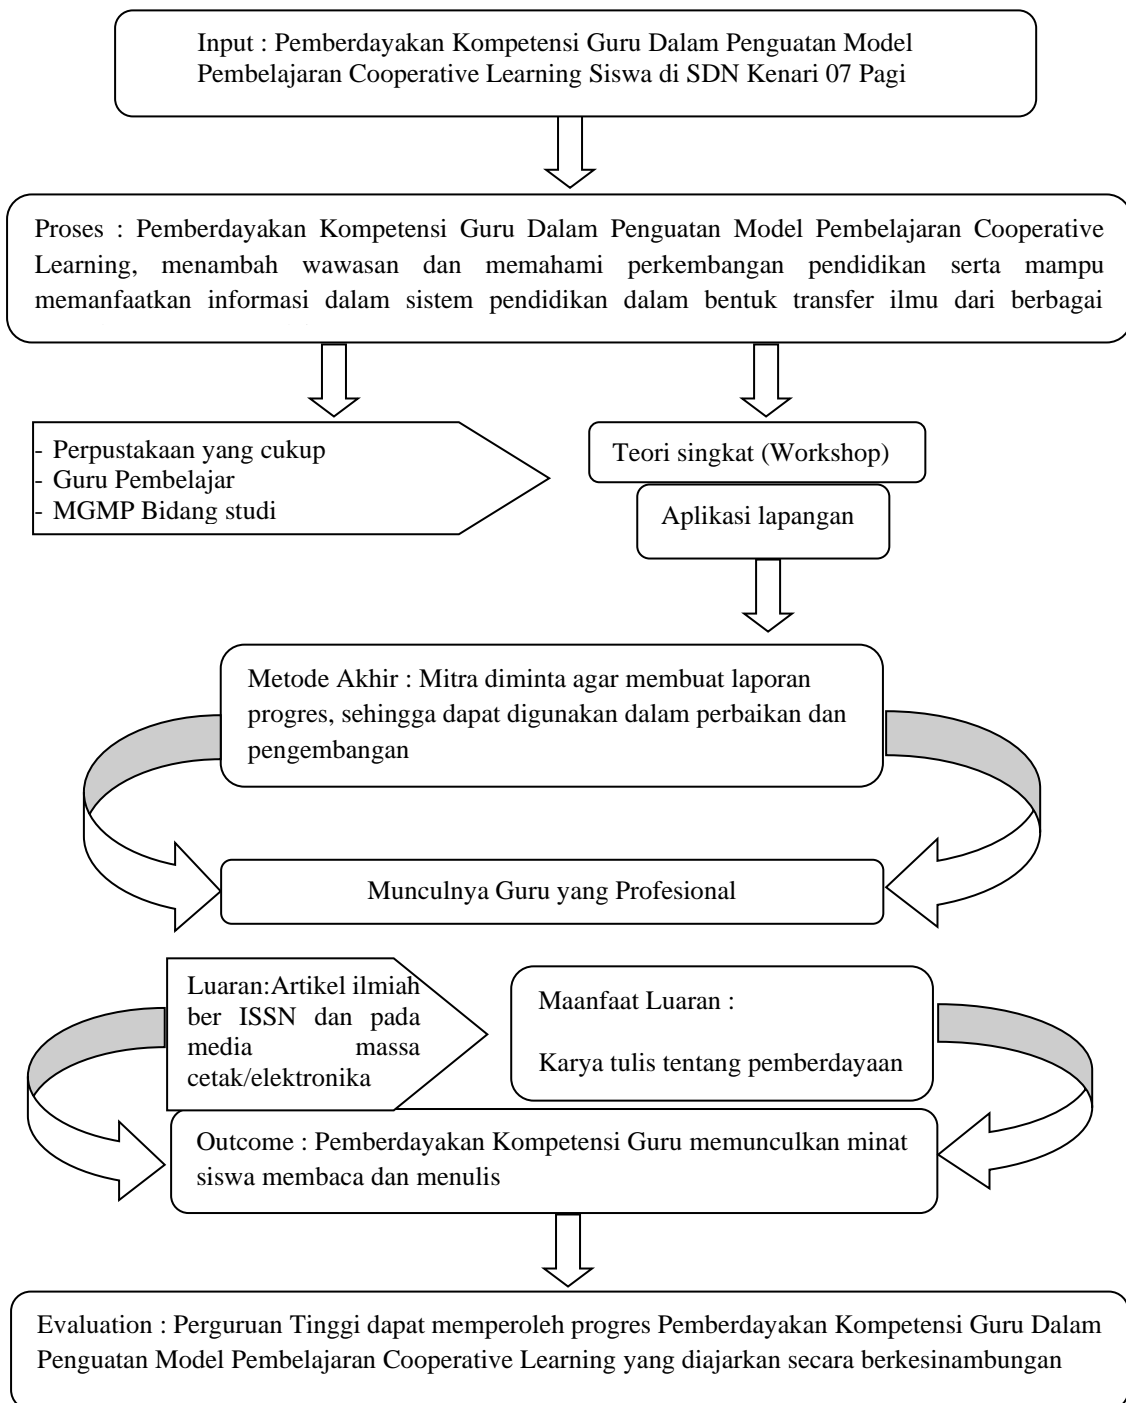 Input : Pemberdayakan Kompetensi Guru Dalam Penguatan Model
Pembelajaran Cooperative Learning Siswa di SDN Kenari 07 Pagi
Proses : Pemberdayakan Kompetensi Guru Dalam Penguatan Model Pembelajaran Cooperative
Learning, menambah wawasan dan memahami perkembangan pendidikan serta mampu
memanfaatkan informasi dalam sistem pendidikan dalam bentuk transfer ilmu dari berbagai
- Perpustakaan yang cukup
- Guru Pembelajar
- MGMP Bidang studi
Teori singkat (Workshop)
Aplikasi lapangan
Metode Akhir : Mitra diminta agar membuat laporan
progres, sehingga dapat digunakan dalam perbaikan dan
pengembangan
Munculnya Guru yang Profesional
Luaran:Artikel ilmiah
ber ISSN dan pada
media massa
cetak/elektronika
Maanfaat Luaran :
Karya tulis tentang pemberdayaan
Outcome : Pemberdayakan Kompetensi Guru memunculkan minat
siswa membaca dan menulis
Evaluation : Perguruan Tinggi dapat memperoleh progres Pemberdayakan Kompetensi Guru Dalam
Penguatan Model Pembelajaran Cooperative Learning yang diajarkan secara berkesinambungan